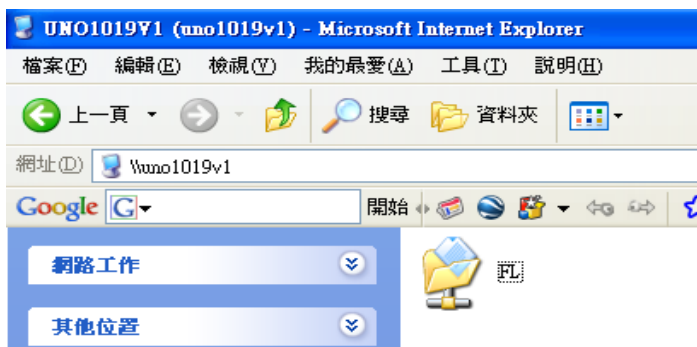 UNO1019V1 (uno1019v1) - Microsoft Internet Explorer
檔案(F) 編輯(E) 檢視(V) 我的最愛(A) 工具(T) 說明(H)
上一頁 搜尋 資料夾
網址(D) \\uno1019v1
Google G 開始
網路工作
FL
其他位置